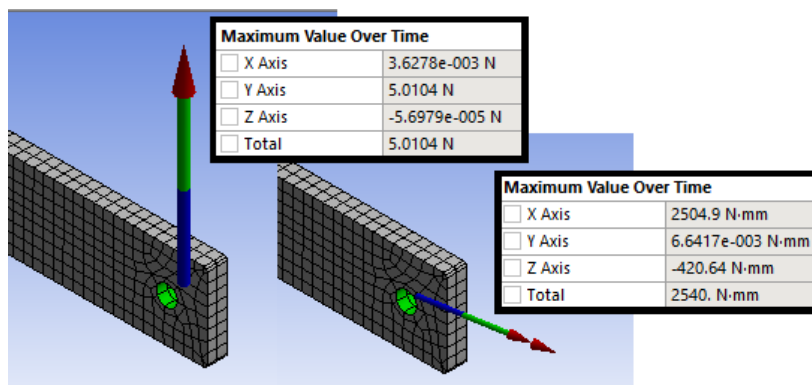 Maximum Value Over Time
X Axis 3.6278e-003 N
Y Axis 5.0104 N
Z Axis -5.6979e-005 N
Total 5.0104 N
Maximum Value Over Time
X Axis 2504.9 N·mm
Y Axis 6.6417e-003 N·mm
Z Axis -420.64 N·mm
Total 2540. N·mm